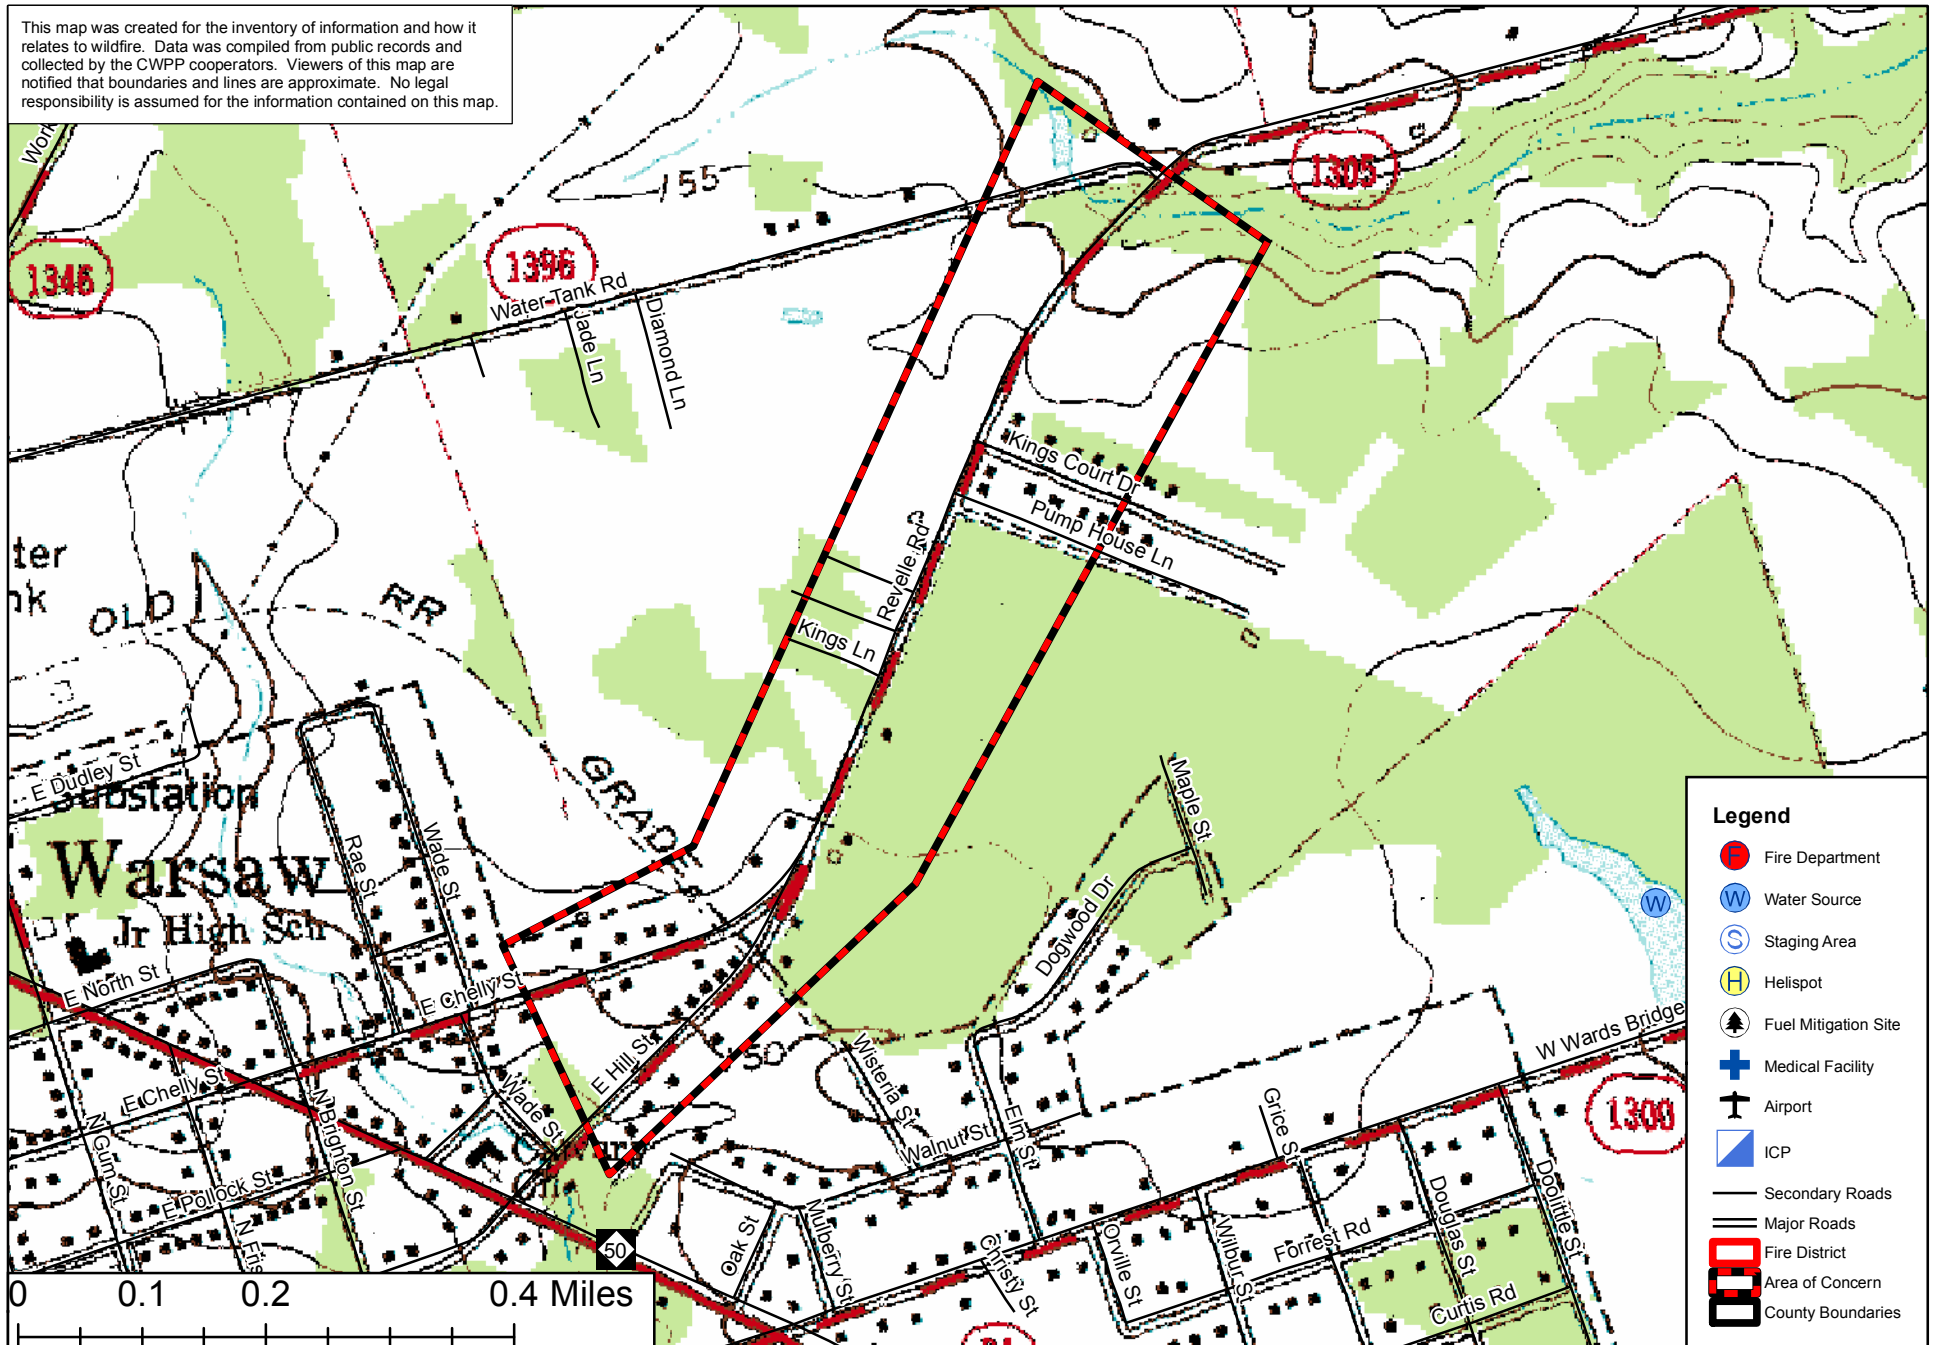 This map was created for the inventory of information and how it
relates to wildfire.  Data was compiled from public records and
collected by the CWPP cooperators.  Viewers of this map are
notified that boundaries and lines are approximate.  No legal
responsibility is assumed for the information contained on this map.
Work
155
1305
1346
1396
Water Tank Rd
Jade Ln
Diamond Ln
Kings Court Dr
Pump House Ln
Revelle Rd
Kings Ln
ter
nk
OLD
RR
GRADE
E Dudley St
Substation
Warsaw
Jr High Sch
Rae St
Wade St
Maple St
Dogwood Dr
E North St
E Chelly St
E Chelly St
E Hill St
Wade St
N Gum St
N Brighton St
E Pollock St
N Fris
50
Calvary
Wisteria St
Walnut St
Elm St
Oak St
Mulberry St
Christy St
Orville St
Wilbur St
Forrest Rd
Grice St
Douglas St
Doolittle St
Curtis Rd
W Wards Bridge
1300
50
0 0.1 0.2 0.4 Miles
Legend
F Fire Department
W Water Source
S Staging Area
H Helispot
Fuel Mitigation Site
Medical Facility
Airport
ICP
Secondary Roads
Major Roads
Fire District
Area of Concern
County Boundaries
W